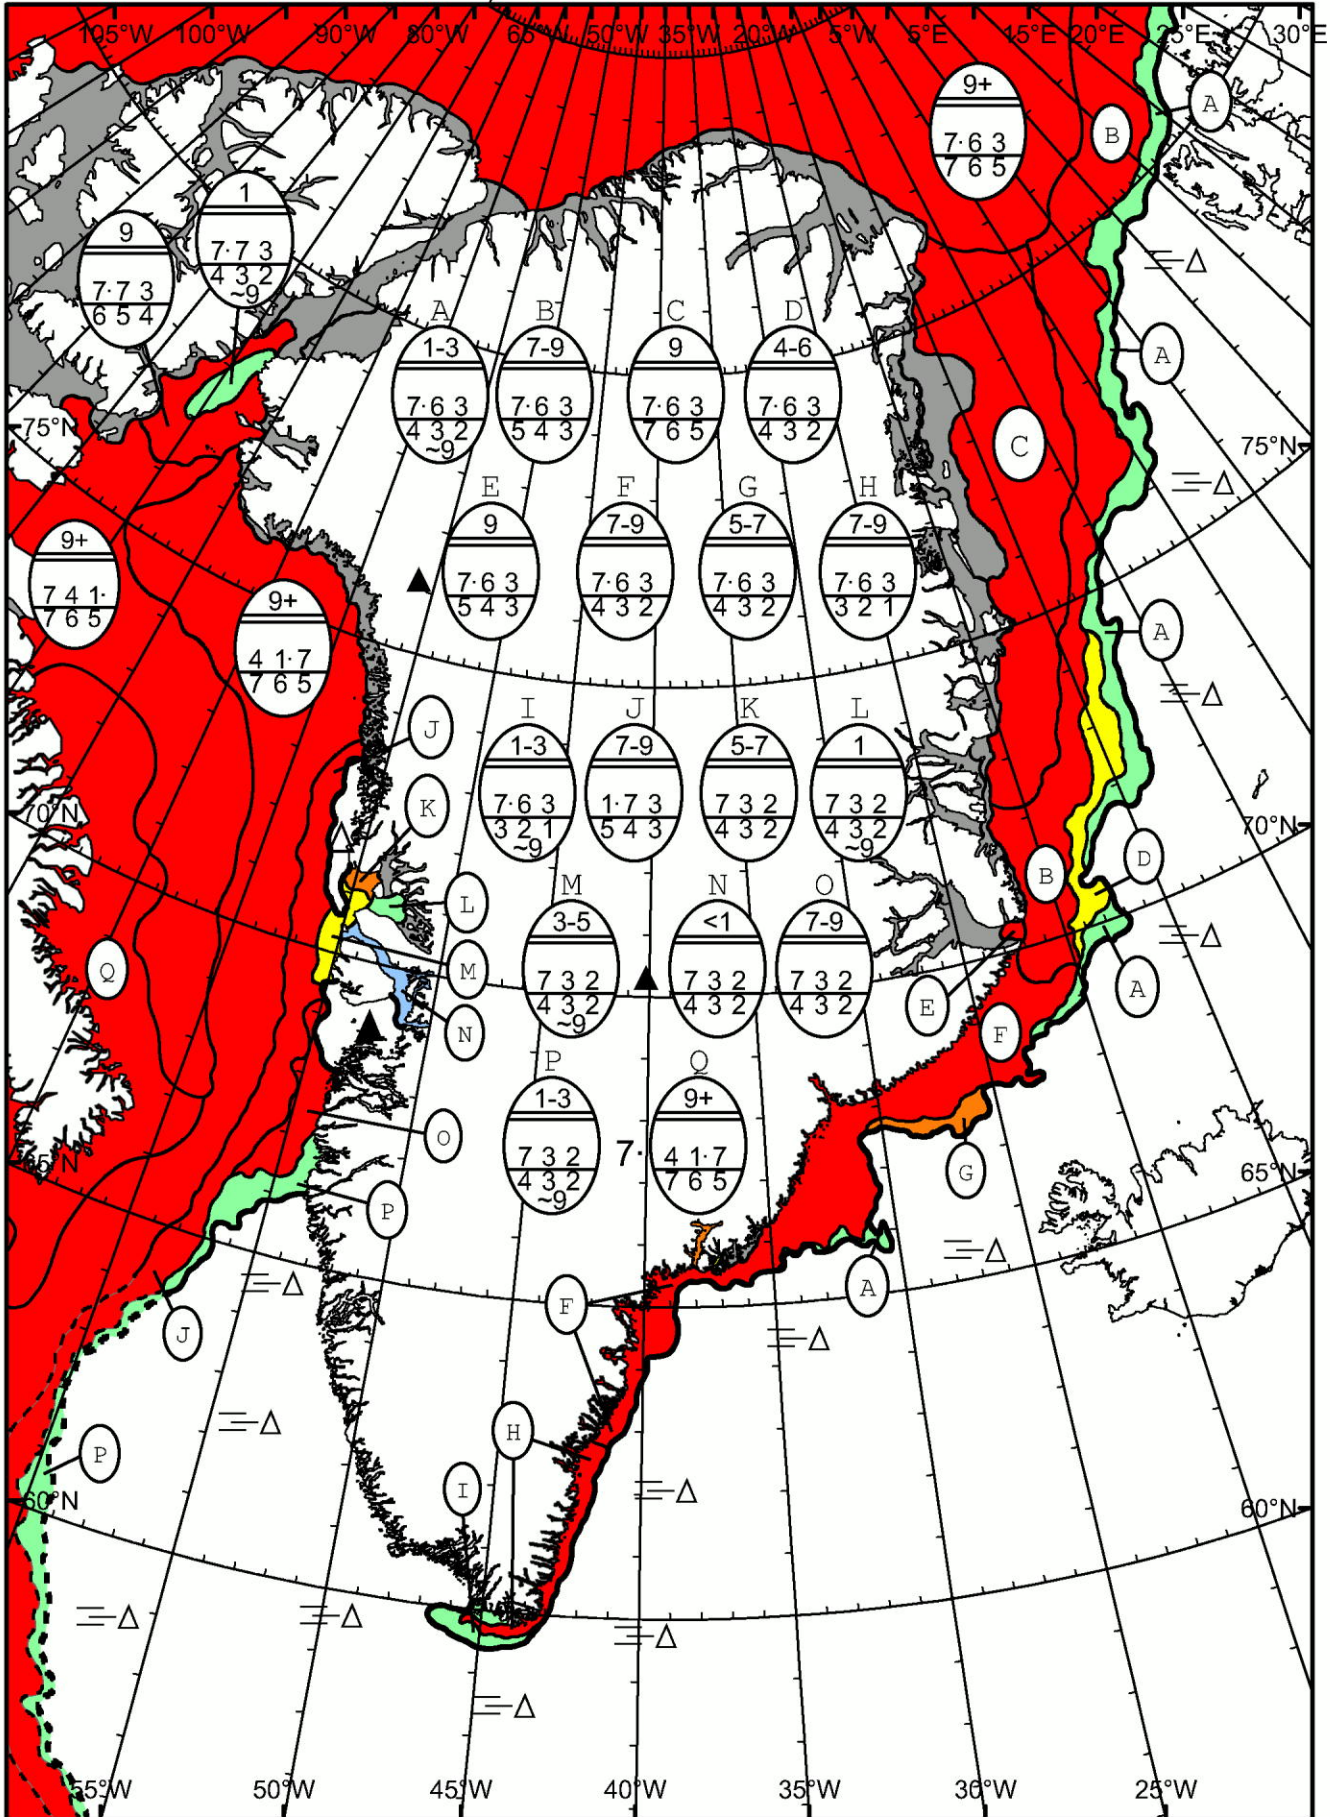 105°W 100°W 90°W 80°W 65°W 50°W 35°W 20°W 5°W 5°E 15°E 20°E 25°E 30°E
9+
7·6 3
7 6 5
B
A
1
7·7 3
4 3 2
~9
9
7·7 3
6 5 4
A B C D
1-3 7-9 9 4-6
7·6 3 7·6 3 7·6 3 7·6 3
4 3 2 5 4 3 7 6 5 4 3 2
~9
A
75°N
C
75°N
E F G H
9 7-9 5-7 7-9
7·6 3 7·6 3 7·6 3 7·6 3
5 4 3 4 3 2 4 3 2 3 2 1
9+
7 4 1·
7 6 5
9+
4 1·7
7 6 5
A
J
I J K L
1-3 7-9 5-7 1
7·6 3 1·7 3 7 3 2 7 3 2
3 2 1 5 4 3 4 3 2 4 3 2
~9 ~9
K
70°N
70°N
D
B
L
M N O
3-5 <1 7-9
7 3 2 7 3 2 7 3 2
4 3 2 4 3 2 4 3 2
~9
Q
M
A
E
N
F
P Q
1-3 9+
7 3 2 7· 4 1·7
4 3 2 7 6 5
~9
O
N
65°N
G
P
A
F
J
H
P
I
60°N
60°N
55°W 50°W 45°W 40°W 35°W 30°W 25°W